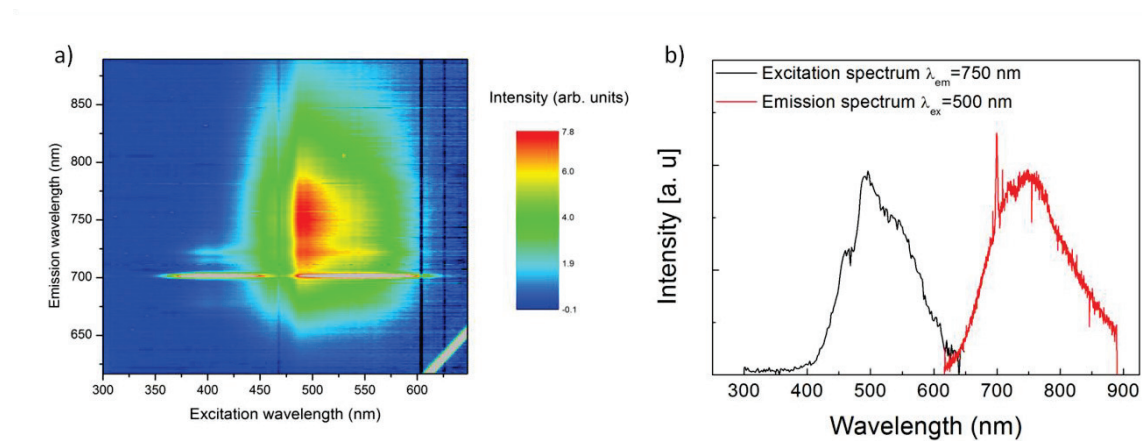 a)
Emission wavelength (nm)
850
800
750
700
650
300 350 400 450 500 550 600
Excitation wavelength (nm)
Intensity (arb. units)
7.8
6.0
4.0
1.9
-0.1
b)
Excitation spectrum λem=750 nm
Emission spectrum λex=500 nm
Intensity [a. u]
300 400 500 600 700 800 900
Wavelength (nm)